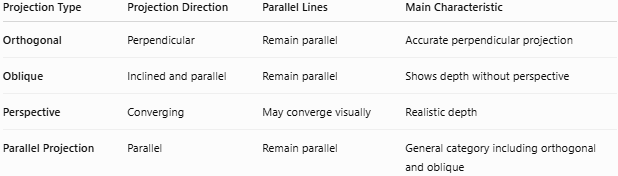 Projection Type Projection Direction Parallel Lines Main Characteristic
Orthogonal Perpendicular Remain parallel Accurate perpendicular projection
Oblique Inclined and parallel Remain parallel Shows depth without perspective
Perspective Converging May converge visually Realistic depth
Parallel Projection Parallel Remain parallel General category including orthogonal
and oblique